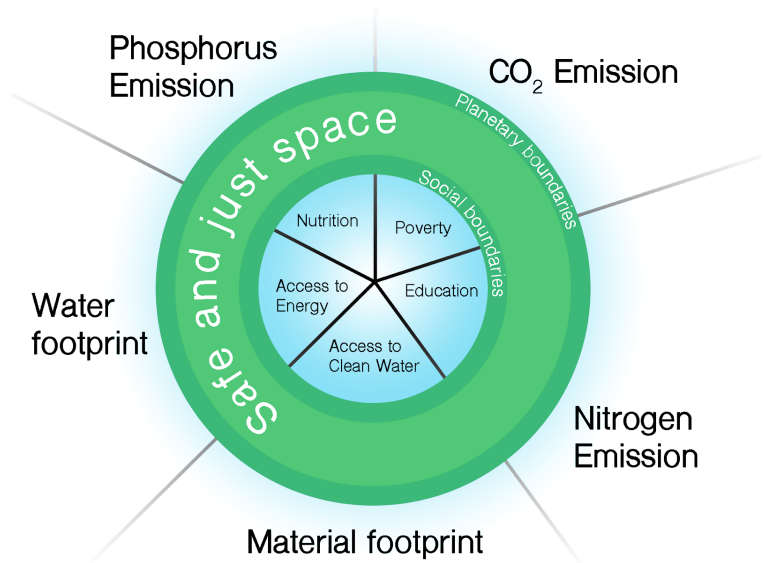 Phosphorus
Emission
CO₂ Emission
Planetary boundaries
Safe and just space
Social boundaries
Nutrition
Poverty
Access to
Energy
Education
Access to
Clean Water
Water
footprint
Nitrogen
Emission
Material footprint